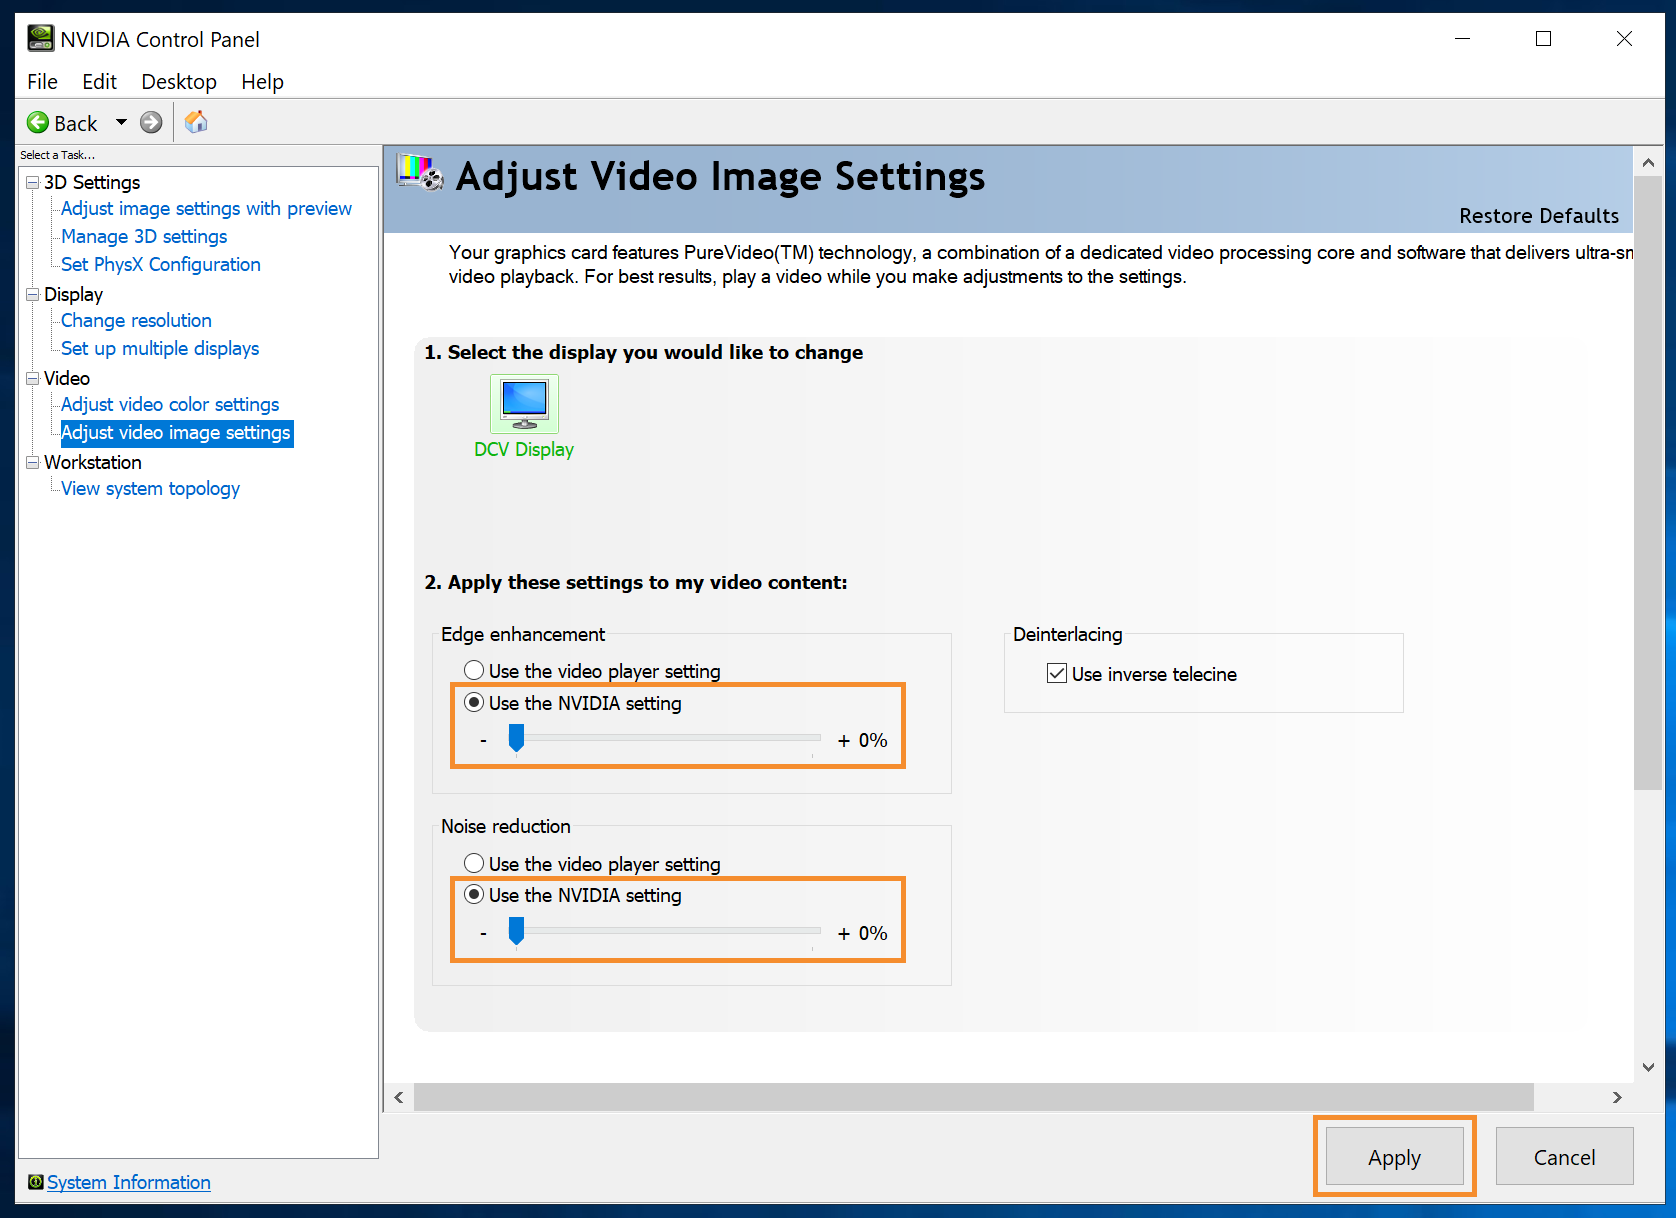 NVIDIA Control Panel
File Edit Desktop Help
Back
Select a Task...
3D Settings
Adjust image settings with preview
Manage 3D settings
Set PhysX Configuration
Display
Change resolution
Set up multiple displays
Video
Adjust video color settings
Adjust video image settings
Workstation
View system topology
System Information
Adjust Video Image Settings
Restore Defaults
Your graphics card features PureVideo(TM) technology, a combination of a dedicated video processing core and software that delivers ultra-sm
video playback. For best results, play a video while you make adjustments to the settings.
1. Select the display you would like to change
DCV Display
2. Apply these settings to my video content:
Edge enhancement
Use the video player setting
Use the NVIDIA setting
- + 0%
Deinterlacing
Use inverse telecine
Noise reduction
Use the video player setting
Use the NVIDIA setting
- + 0%
Apply Cancel